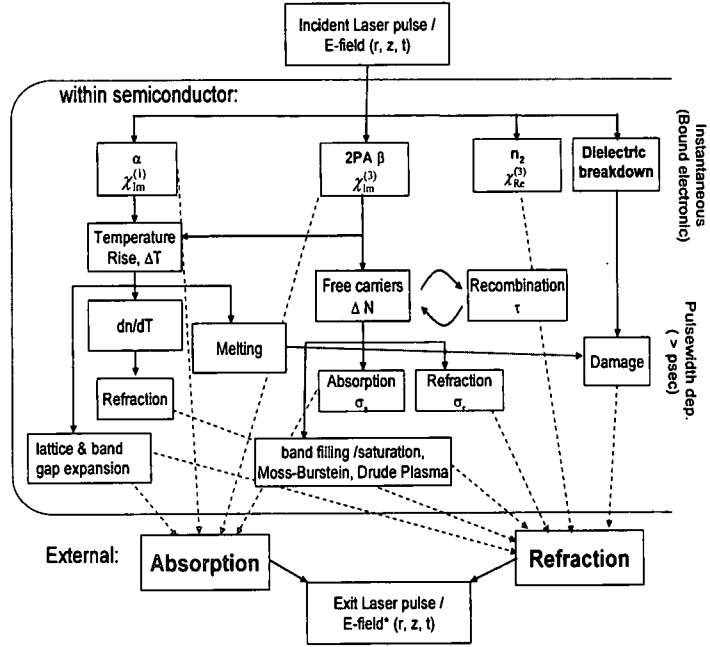 Incident Laser pulse /
E-field (r, z, t)
within semiconductor:
Instantaneous
(Bound electronic)
α
χ(1)Im
2PA β
χ(3)Im
n2
χ(3)Re
Dielectric
breakdown
Temperature
Rise, ΔT
Free carriers
Δ N
Recombination
τ
Pulsewidth dep.
( > psec)
dn/dT
Melting
Damage
Refraction
Absorption
σa
Refraction
σr
lattice & band
gap expansion
band filling /saturation,
Moss-Burstein, Drude Plasma
External:
Absorption
Refraction
Exit Laser pulse /
E-field* (r, z, t)